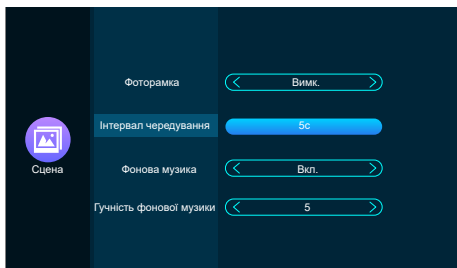 Фоторамка
Вимк.
Інтервал чередування
5с
Сцена
Фонова музика
Вкл.
Гучність фонової музики
5